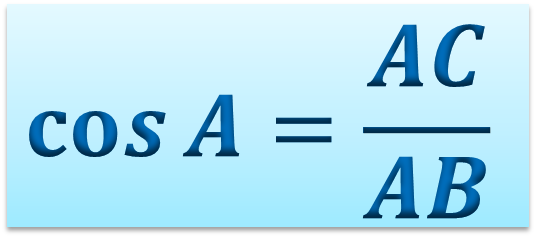 cos A = AC / AB